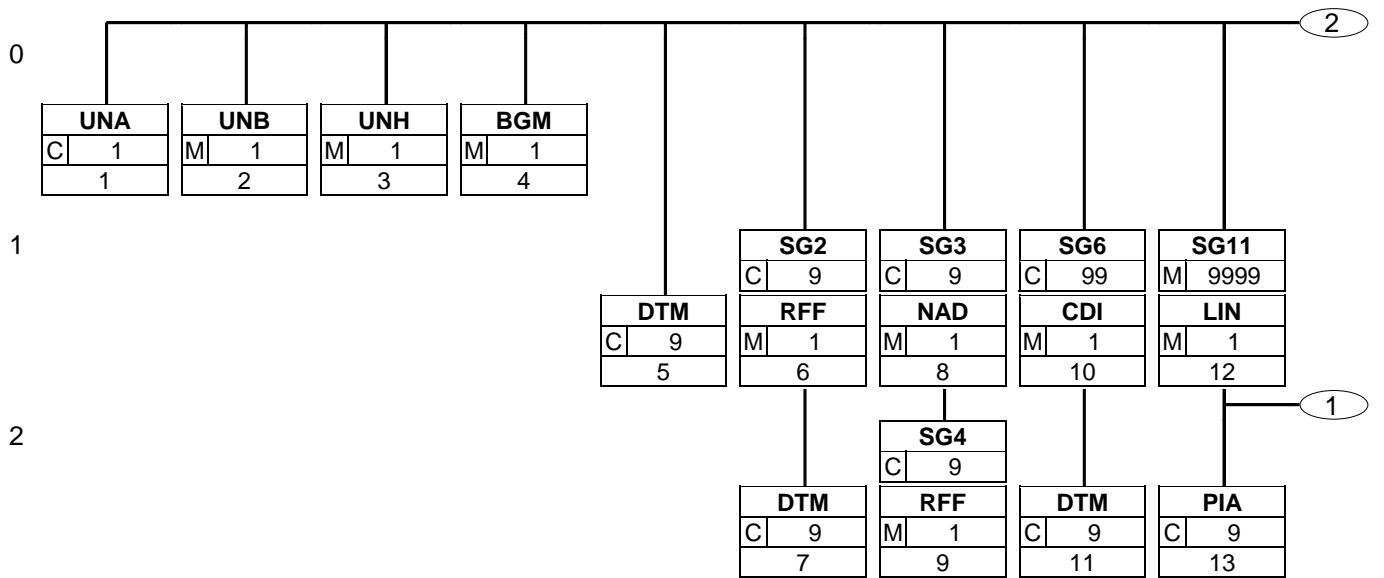 2
0
UNA UNB UNH BGM
C 1 M 1 M 1 M 1
1 2 3 4
1
SG2 SG3 SG6 SG11
C 9 C 9 C 99 M 9999
DTM RFF NAD CDI LIN
C 9 M 1 M 1 M 1 M 1
5 6 8 10 12
1
2
SG4
C 9
DTM RFF DTM PIA
C 9 M 1 C 9 C 9
7 9 11 13